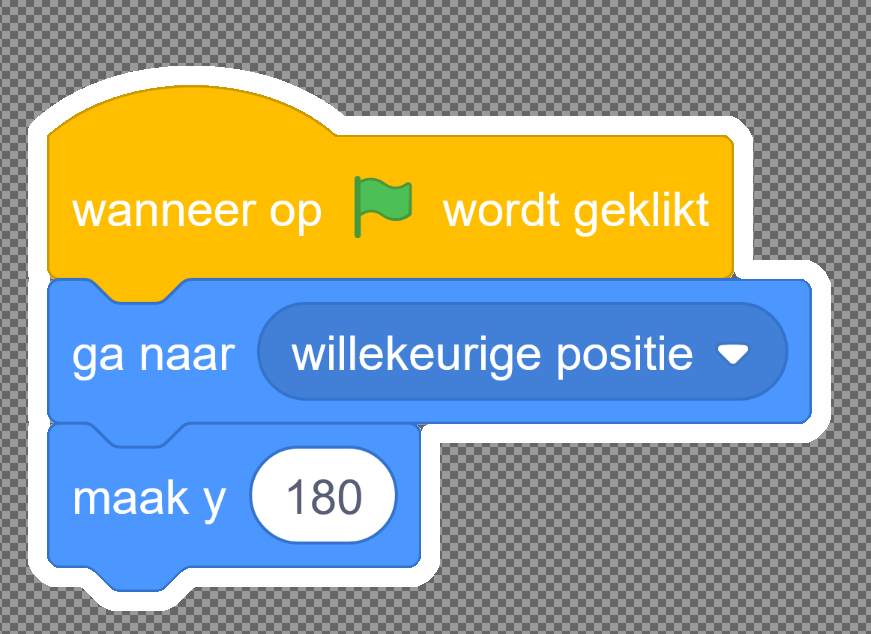 wanneer op wordt geklikt
ga naar willekeurige positie
maak y 180